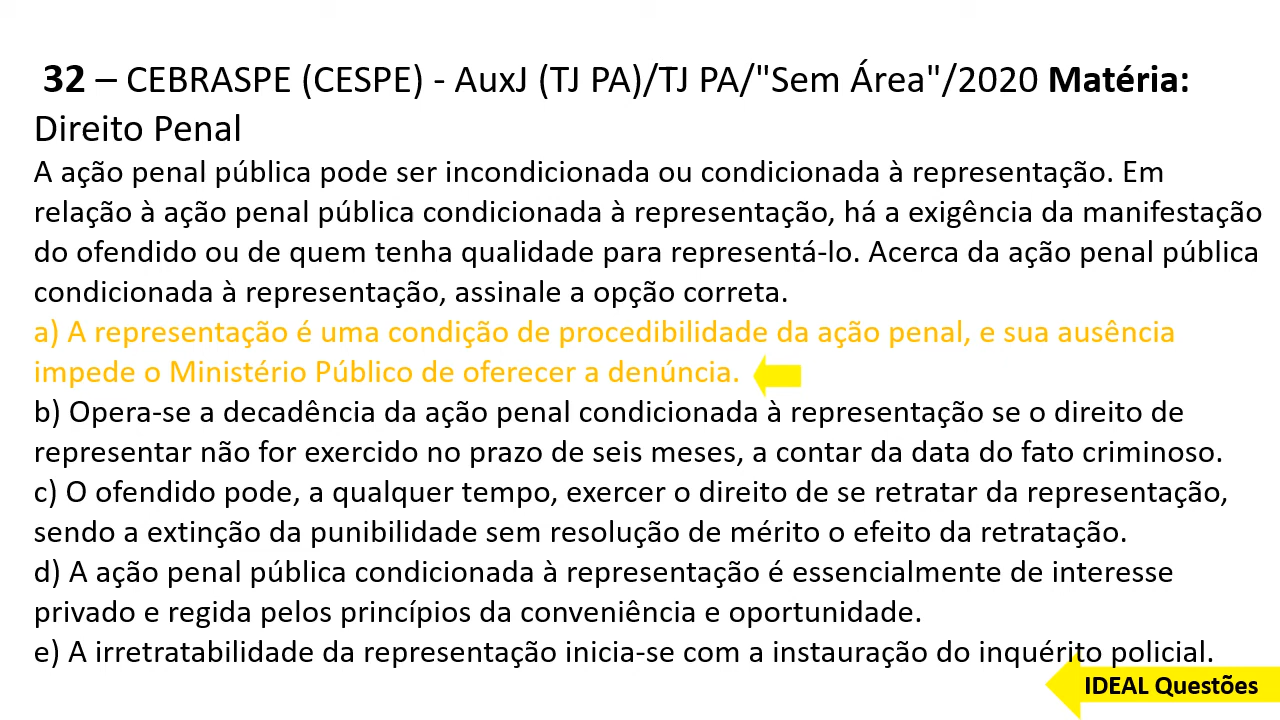 32 – CEBRASPE (CESPE) - AuxJ (TJ PA)/TJ PA/"Sem Área"/2020 Matéria:
Direito Penal
A ação penal pública pode ser incondicionada ou condicionada à representação. Em
relação à ação penal pública condicionada à representação, há a exigência da manifestação
do ofendido ou de quem tenha qualidade para representá-lo. Acerca da ação penal pública
condicionada à representação, assinale a opção correta.
a) A representação é uma condição de procedibilidade da ação penal, e sua ausência
impede o Ministério Público de oferecer a denúncia.
b) Opera-se a decadência da ação penal condicionada à representação se o direito de
representar não for exercido no prazo de seis meses, a contar da data do fato criminoso.
c) O ofendido pode, a qualquer tempo, exercer o direito de se retratar da representação,
sendo a extinção da punibilidade sem resolução de mérito o efeito da retratação.
d) A ação penal pública condicionada à representação é essencialmente de interesse
privado e regida pelos princípios da conveniência e oportunidade.
e) A irretratabilidade da representação inicia-se com a instauração do inquérito policial.
IDEAL Questões